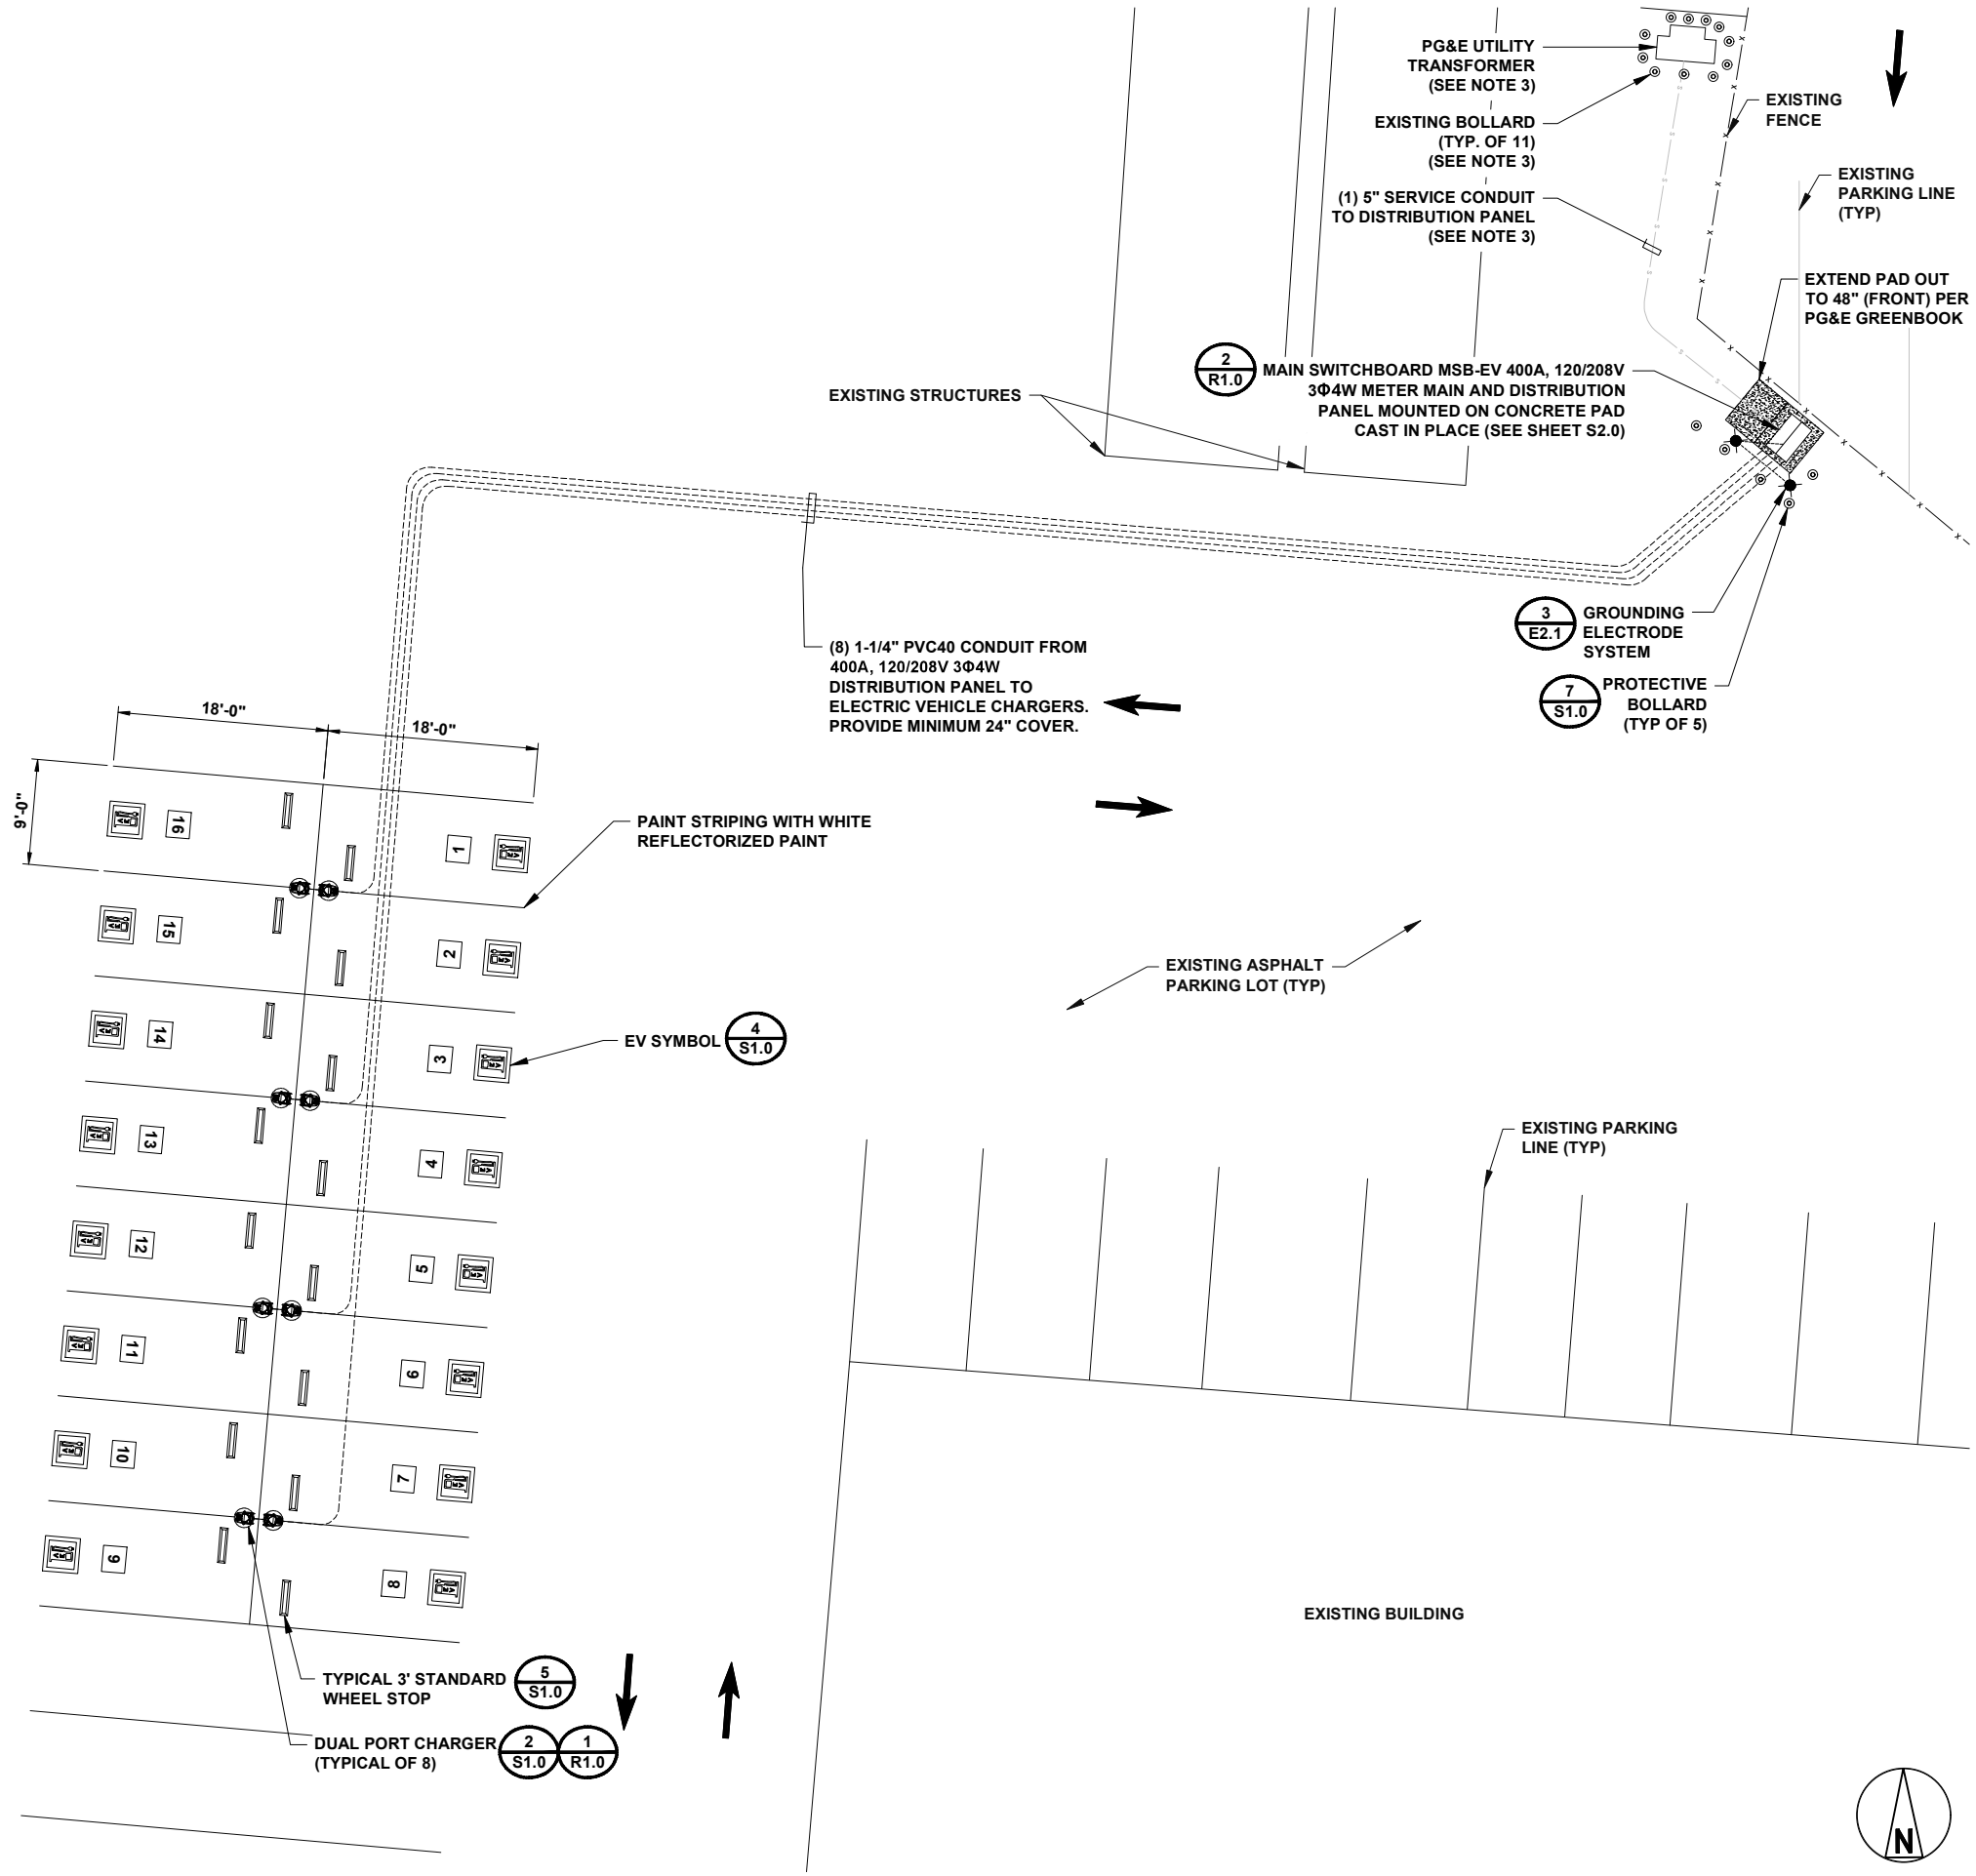 PG&E UTILITY
TRANSFORMER
(SEE NOTE 3)
EXISTING BOLLARD
(TYP. OF 11)
(SEE NOTE 3)
(1) 5" SERVICE CONDUIT
TO DISTRIBUTION PANEL
(SEE NOTE 3)
EXISTING
FENCE
EXISTING
PARKING LINE
(TYP)
EXTEND PAD OUT
TO 48" (FRONT) PER
PG&E GREENBOOK
2
R1.0
MAIN SWITCHBOARD MSB-EV 400A, 120/208V
3Φ4W METER MAIN AND DISTRIBUTION
PANEL MOUNTED ON CONCRETE PAD
CAST IN PLACE (SEE SHEET S2.0)
EXISTING STRUCTURES
3
E2.1
GROUNDING
ELECTRODE
SYSTEM
7
S1.0
PROTECTIVE
BOLLARD
(TYP OF 5)
(8) 1-1/4" PVC40 CONDUIT FROM
400A, 120/208V 3Φ4W
DISTRIBUTION PANEL TO
ELECTRIC VEHICLE CHARGERS.
PROVIDE MINIMUM 24" COVER.
18'-0"
18'-0"
9'-0"
PAINT STRIPING WITH WHITE
REFLECTORIZED PAINT
16
1
15
2
14
3
13
4
12
5
11
6
10
7
9
8
EV SYMBOL
4
S1.0
EXISTING ASPHALT
PARKING LOT (TYP)
EXISTING PARKING
LINE (TYP)
EXISTING BUILDING
TYPICAL 3' STANDARD
WHEEL STOP
5
S1.0
DUAL PORT CHARGER
(TYPICAL OF 8)
2
S1.0
1
R1.0
N